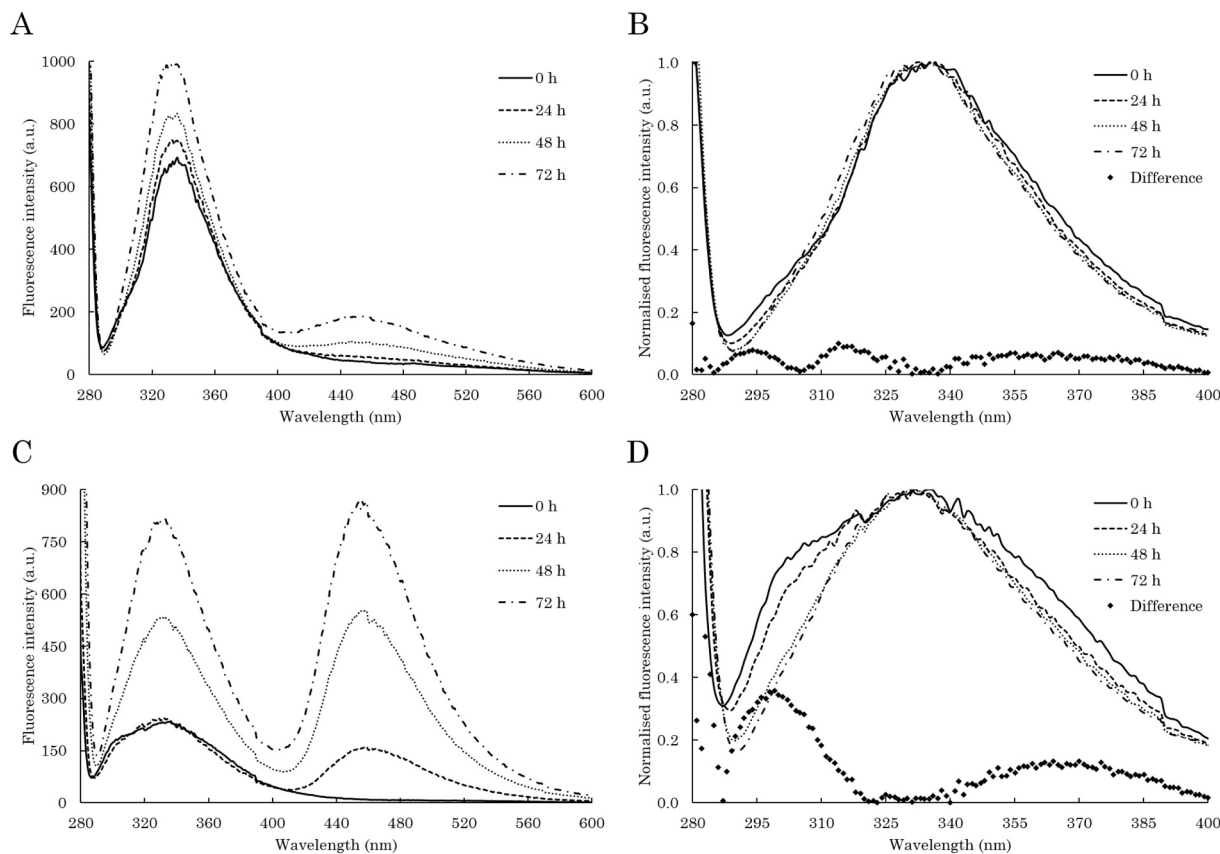 A
Fluorescence intensity (a.u.)
1000
800
600
400
200
0
280 320 360 400 440 480 520 560 600
Wavelength (nm)
0 h
24 h
48 h
72 h
B
Normalised fluorescence intensity (a.u.)
1.0
0.8
0.6
0.4
0.2
0.0
280 295 310 325 340 355 370 385 400
Wavelength (nm)
0 h
24 h
48 h
72 h
Difference
C
Fluorescence intensity (a.u.)
900
750
600
450
300
150
0
280 320 360 400 440 480 520 560 600
Wavelength (nm)
0 h
24 h
48 h
72 h
D
Normalised fluorescence intensity (a.u.)
1.0
0.8
0.6
0.4
0.2
0.0
280 295 310 325 340 355 370 385 400
Wavelength (nm)
0 h
24 h
48 h
72 h
Difference